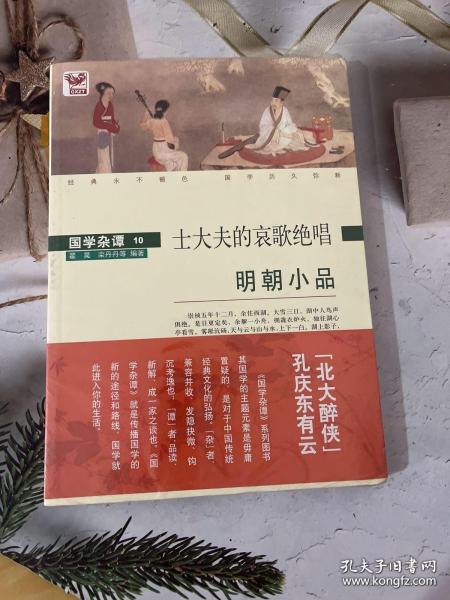 GXZT
经典永不褪色 国学历久弥新
国学杂谭 10
翟晃 栾丹丹等 编著
士大夫的哀歌绝唱
明朝小品
崇祯五年十二月，余住西湖。大雪三日，湖中人鸟声
俱绝。是日更定矣，余拏一小舟，拥毳衣炉火，独往湖心
亭看雪。雾凇沆砀，天与云与山与水，上下一白。湖上影子，
「北大醉侠」
孔庆东有云
《国学杂谭》系列图书
其国学的主题元素是毋庸
置疑的，是对于中国传统
经典文化的弘扬，「杂」者，
兼容并收、发隐抉微、钩
沉考逸也，「谭」者，品读、
新解，成一家之谈也。《国
学杂谭》就是传播国学的
新的途径和路线。国学就
此进入你的生活。
孔夫子旧书网
www.kongfz.com